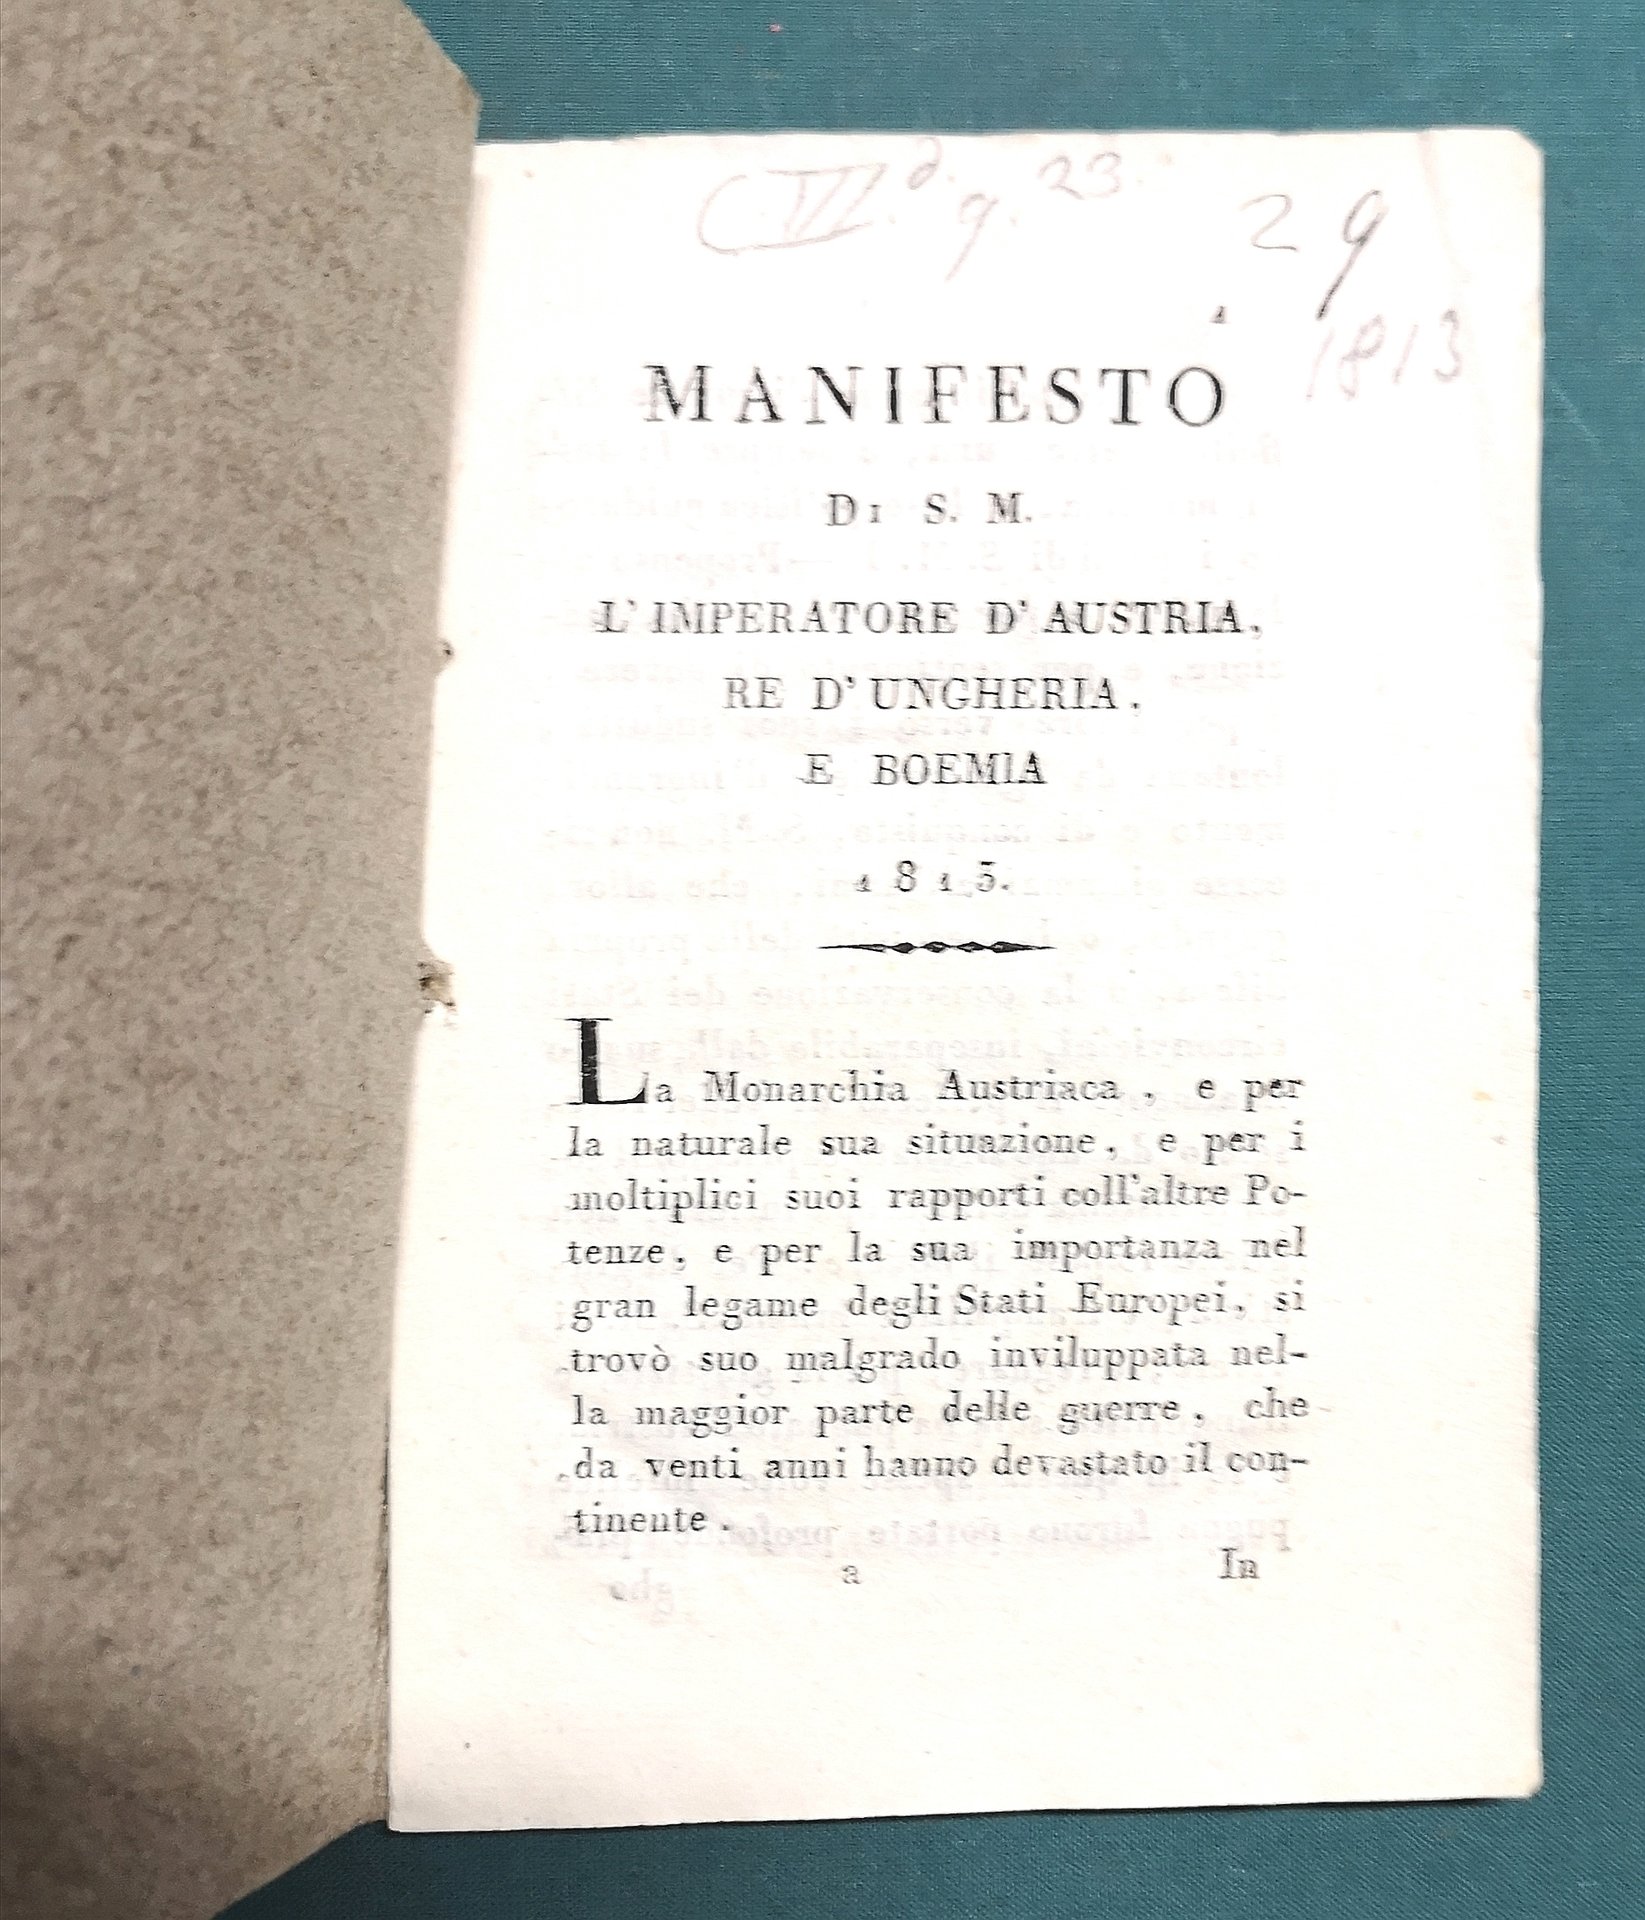 29
1813
1
MANIFESTO
DI S. M.
L'IMPERATORE D'AUSTRIA,
RE D'UNGHERIA,
E BOEMIA
1813.
La Monarchia Austriaca, e per
la naturale sua situazione, e per i
moltiplici suoi rapporti coll'altre Po-
tenze, e per la sua importanza nel
gran legame degli Stati Europei, si
trovò suo malgrado inviluppata nel-
la maggior parte delle guerre, che
da venti anni hanno devastato il con-
tinente.
a In